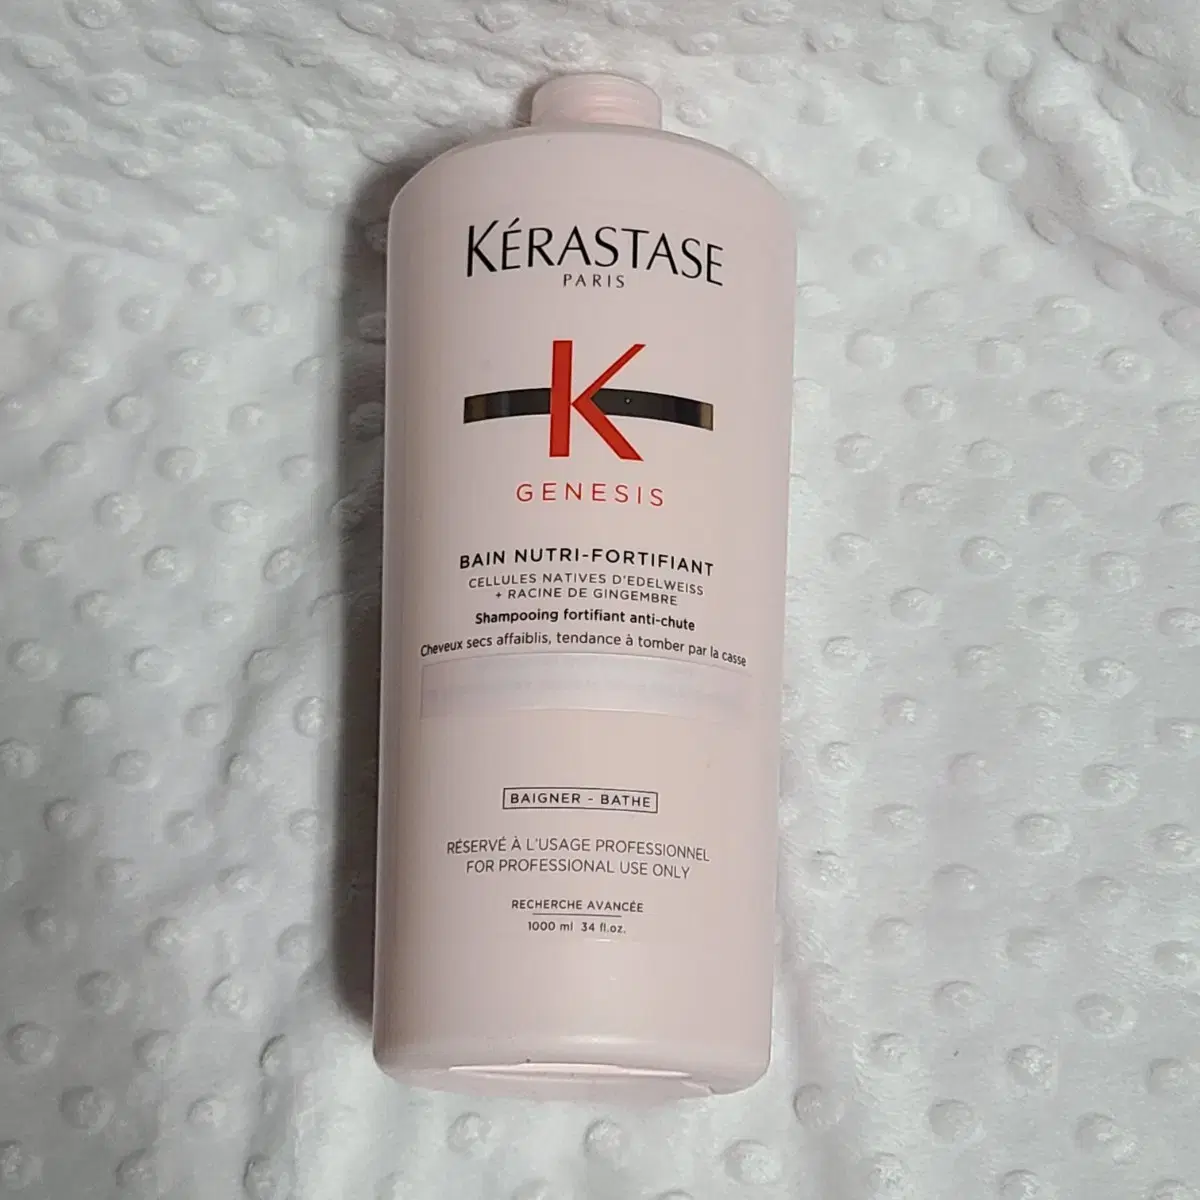 KÉRASTASE
PARIS
K
GENESIS
BAIN NUTRI-FORTIFIANT
CELLULES NATIVES D'EDELWEISS
+ RACINE DE GINGEMBRE
Shampooing fortifiant anti-chute
Cheveux secs affaiblis, tendance à tomber par la casse
BAIGNER - BATHE
RÉSERVÉ À L'USAGE PROFESSIONNEL
FOR PROFESSIONAL USE ONLY
RECHERCHE AVANCÉE
1000 ml 34 fl.oz.